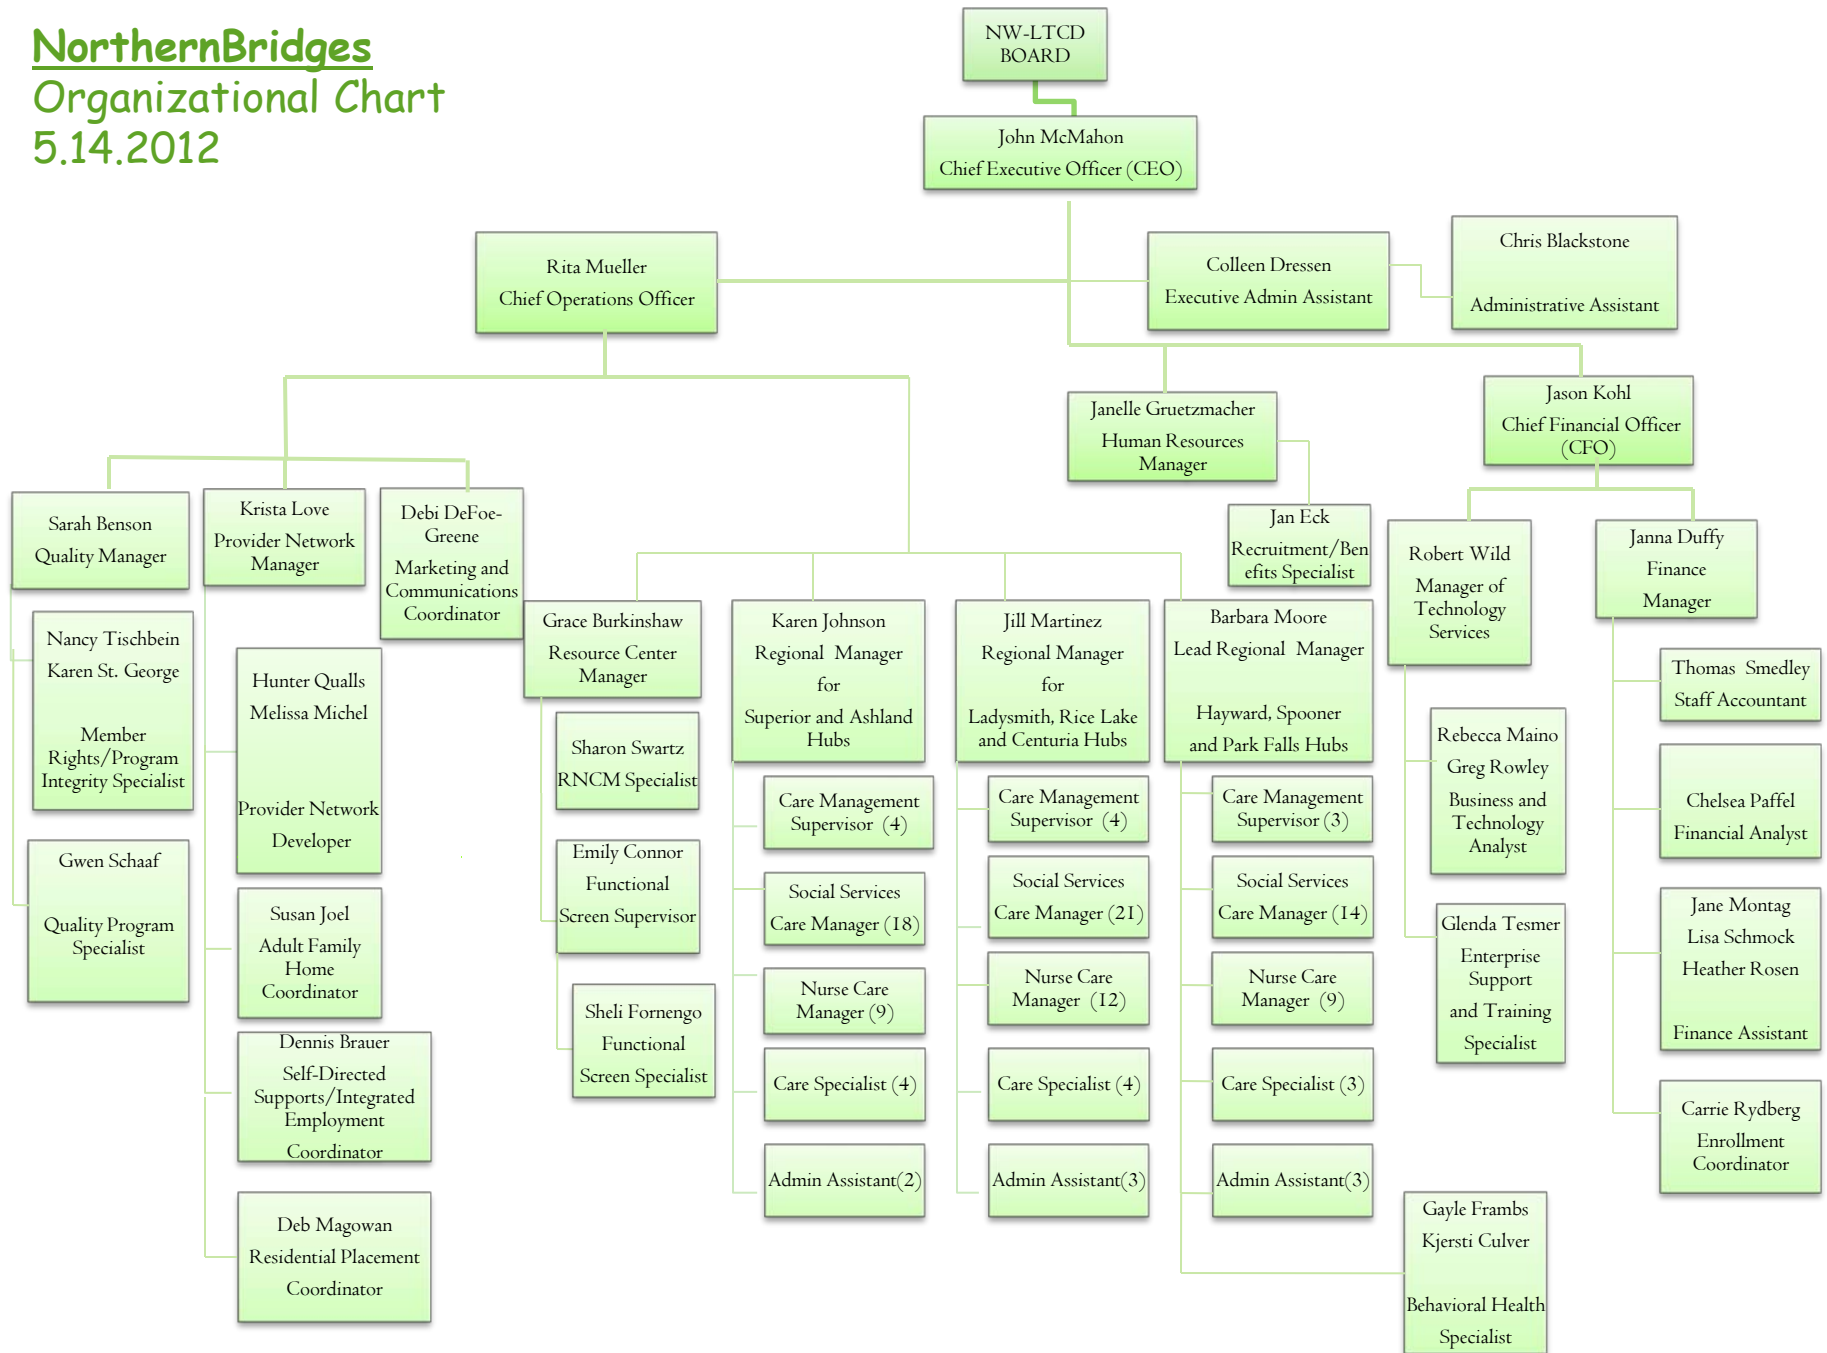 NorthernBridges
Organizational Chart
5.14.2012
NW-LTCD
BOARD
John McMahon
Chief Executive Officer (CEO)
Rita Mueller
Chief Operations Officer
Colleen Dressen
Executive Admin Assistant
Chris Blackstone
Administrative Assistant
Janelle Gruetzmacher
Human Resources
Manager
Jan Eck
Recruitment/Ben
efits Specialist
Jason Kohl
Chief Financial Officer
(CFO)
Sarah Benson
Quality Manager
Nancy Tischbein
Karen St. George
Member
Rights/Program
Integrity Specialist
Gwen Schaaf
Quality Program
Specialist
Krista Love
Provider Network
Manager
Hunter Qualls
Melissa Michel
Provider Network
Developer
Susan Joel
Adult Family
Home
Coordinator
Dennis Brauer
Self-Directed
Supports/Integrated
Employment
Coordinator
Deb Magowan
Residential Placement
Coordinator
Debi DeFoe-
Greene
Marketing and
Communications
Coordinator
Grace Burkinshaw
Resource Center
Manager
Sharon Swartz
RNCM Specialist
Emily Connor
Functional
Screen Supervisor
Sheli Fornengo
Functional
Screen Specialist
Karen Johnson
Regional Manager
for
Superior and Ashland
Hubs
Care Management
Supervisor (4)
Social Services
Care Manager (18)
Nurse Care
Manager (9)
Care Specialist (4)
Admin Assistant(2)
Jill Martinez
Regional Manager
for
Ladysmith, Rice Lake
and Centuria Hubs
Care Management
Supervisor (4)
Social Services
Care Manager (21)
Nurse Care
Manager (12)
Care Specialist (4)
Admin Assistant(3)
Barbara Moore
Lead Regional Manager
Hayward, Spooner
and Park Falls Hubs
Care Management
Supervisor (3)
Social Services
Care Manager (14)
Nurse Care
Manager (9)
Care Specialist (3)
Admin Assistant(3)
Gayle Frambs
Kjersti Culver
Behavioral Health
Specialist
Robert Wild
Manager of
Technology
Services
Rebecca Maino
Greg Rowley
Business and
Technology
Analyst
Glenda Tesmer
Enterprise
Support
and Training
Specialist
Janna Duffy
Finance
Manager
Thomas Smedley
Staff Accountant
Chelsea Paffel
Financial Analyst
Jane Montag
Lisa Schmock
Heather Rosen
Finance Assistant
Carrie Rydberg
Enrollment
Coordinator